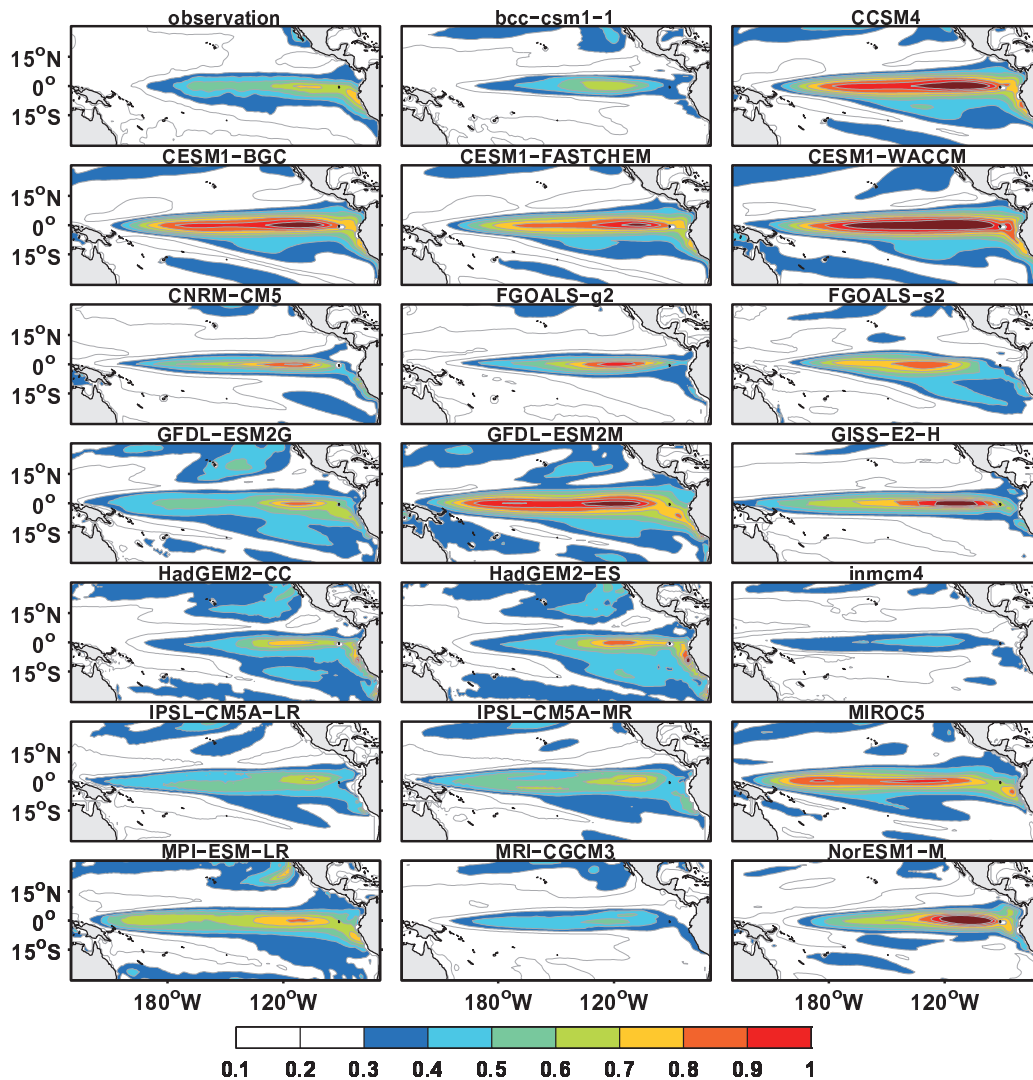 observation bcc-csm1-1 CCSM4
15°N
0°
15°S
CESM1-BGC CESM1-FASTCHEM CESM1-WACCM
15°N
0°
15°S
CNRM-CM5 FGOALS-g2 FGOALS-s2
15°N
0°
15°S
GFDL-ESM2G GFDL-ESM2M GISS-E2-H
15°N
0°
15°S
HadGEM2-CC HadGEM2-ES inmcm4
15°N
0°
15°S
IPSL-CM5A-LR IPSL-CM5A-MR MIROC5
15°N
0°
15°S
MPI-ESM-LR MRI-CGCM3 NorESM1-M
15°N
0°
15°S
180°W 120°W 180°W 120°W 180°W 120°W
0.1 0.2 0.3 0.4 0.5 0.6 0.7 0.8 0.9 1